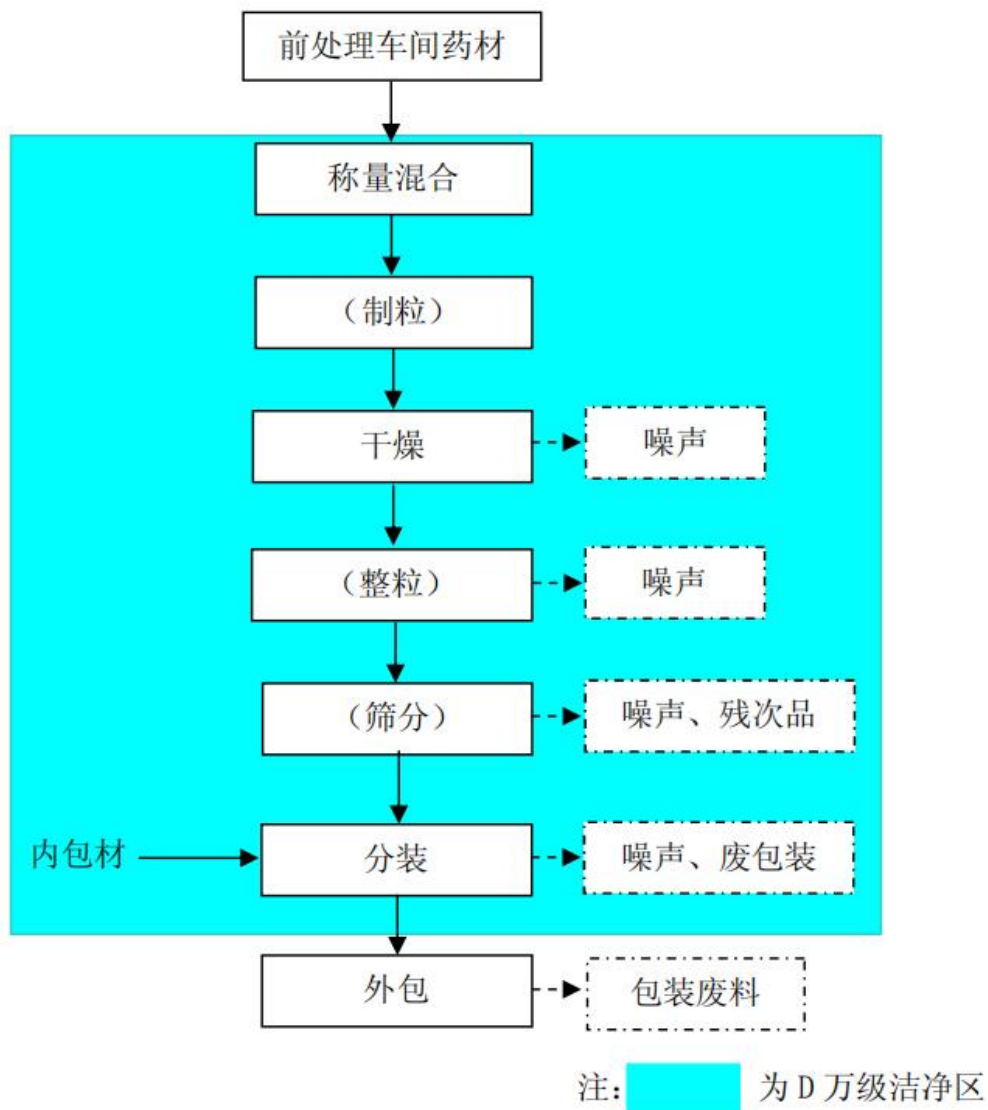 前处理车间药材
称量混合
（制粒）
干燥
噪声
（整粒）
噪声
（筛分）
噪声、残次品
内包材
分装
噪声、废包装
外包
包装废料
注: 为 D 万级洁净区